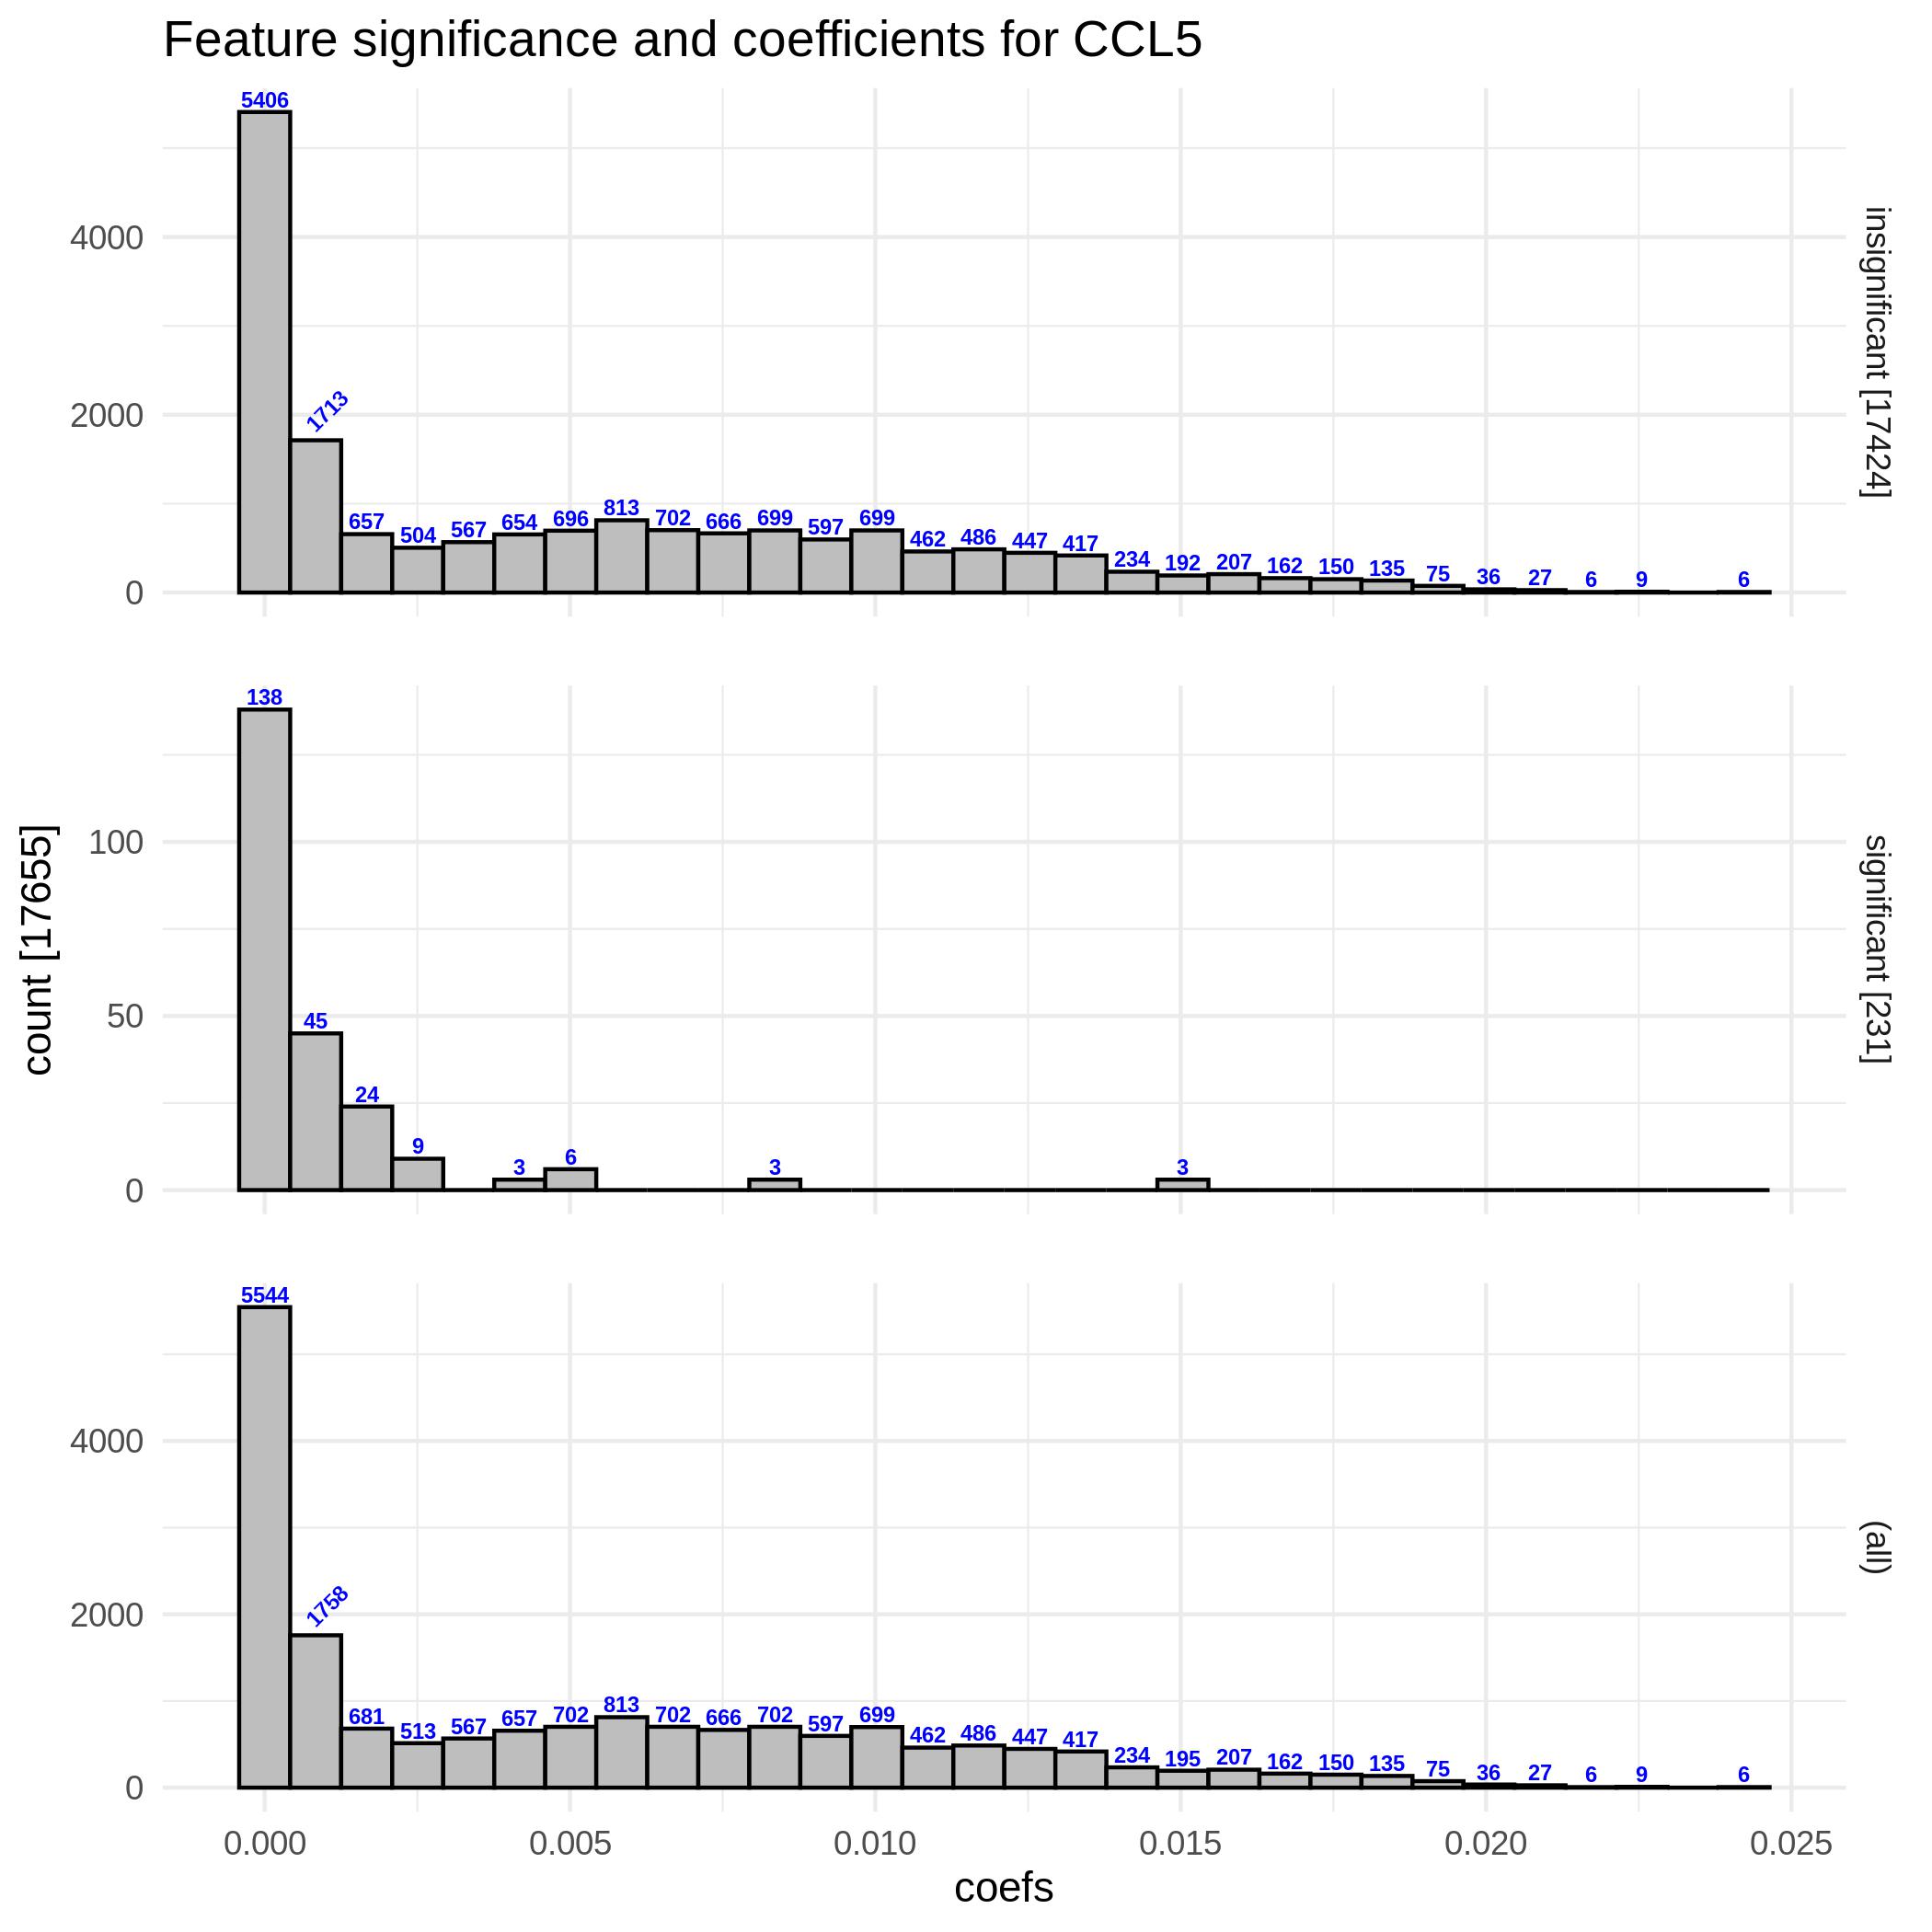 Feature significance and coefficients for CCL5
count [17655]
5406
1713
657 504 567 654 696 813 702 666 699 597 699 462 486 447 417 234 192 207 162 150 135 75 36 27 6 9 6
4000
2000
0
insignificant [17424]
138
45
24
9
3 6 3 3
100
50
0
significant [231]
5544
1758
681 513 567 657 702 813 702 666 702 597 699 462 486 447 417 234 195 207 162 150 135 75 36 27 6 9 6
4000
2000
0
(all)
0.000 0.005 0.010 0.015 0.020 0.025
coefs